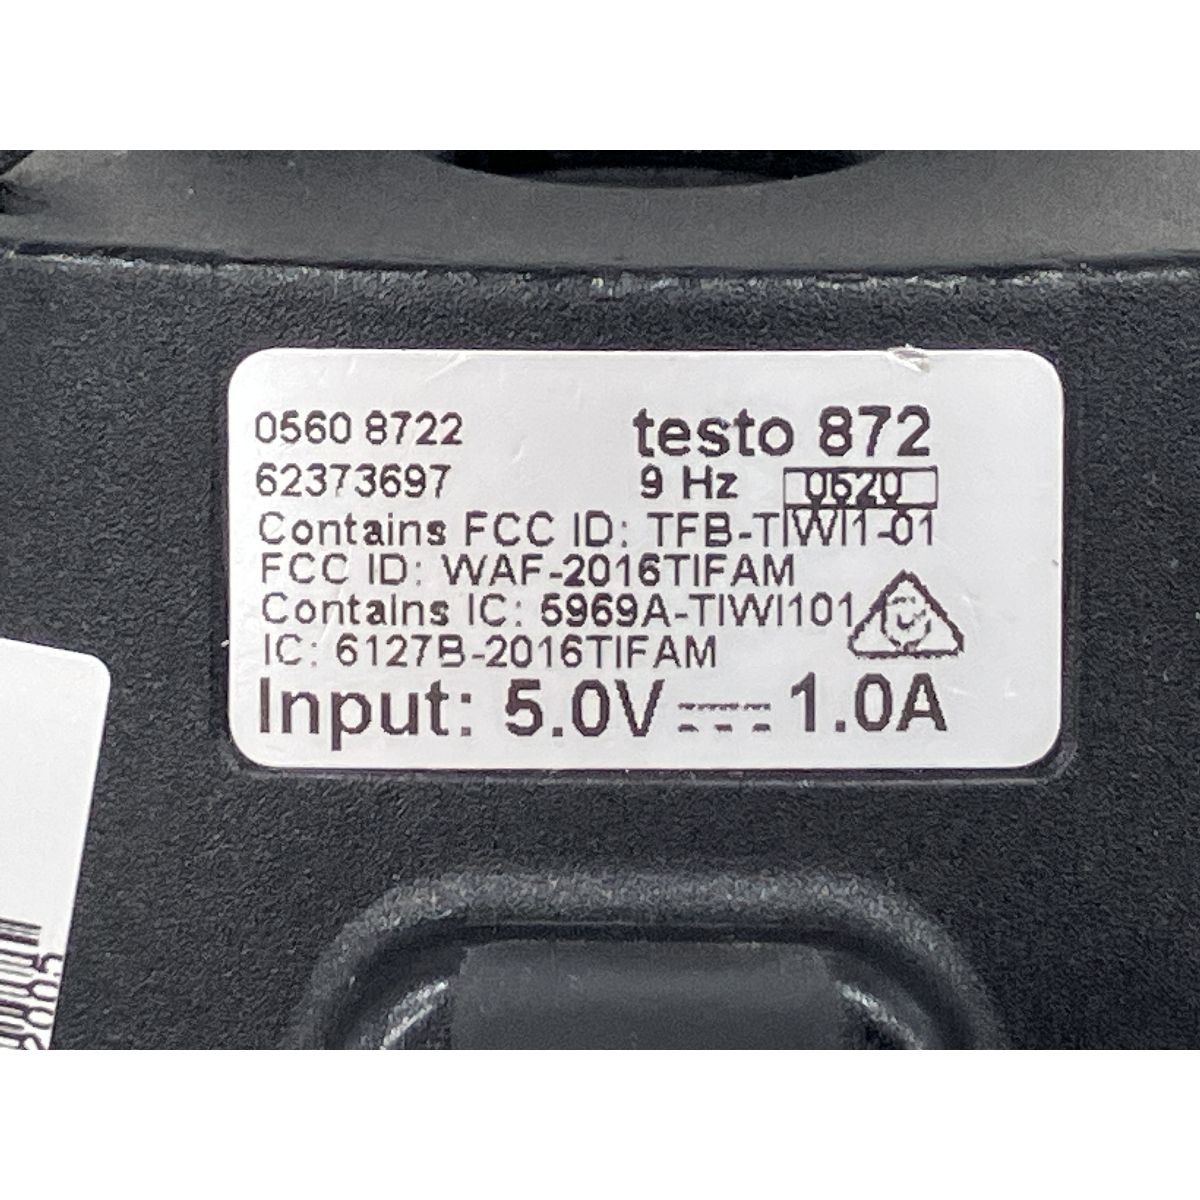 0560 8722 testo 872
62373697 9 Hz 0620
Contains FCC ID: TFB-TIWI1-01
FCC ID: WAF-2016TIFAM
Contains IC: 5969A-TIWI101
IC: 6127B-2016TIFAM
Input: 5.0V ⎓ 1.0A